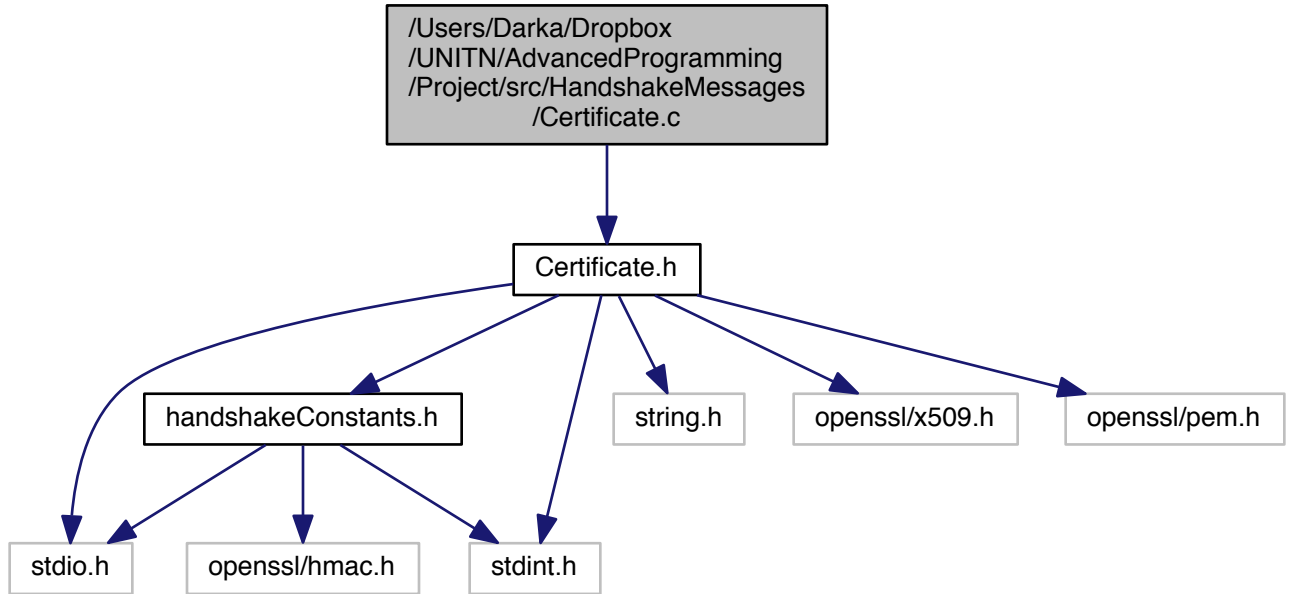 /Users/Darka/Dropbox
/UNITN/AdvancedProgramming
/Project/src/HandshakeMessages
/Certificate.c
Certificate.h
handshakeConstants.h
string.h
openssl/x509.h
openssl/pem.h
stdio.h
openssl/hmac.h
stdint.h